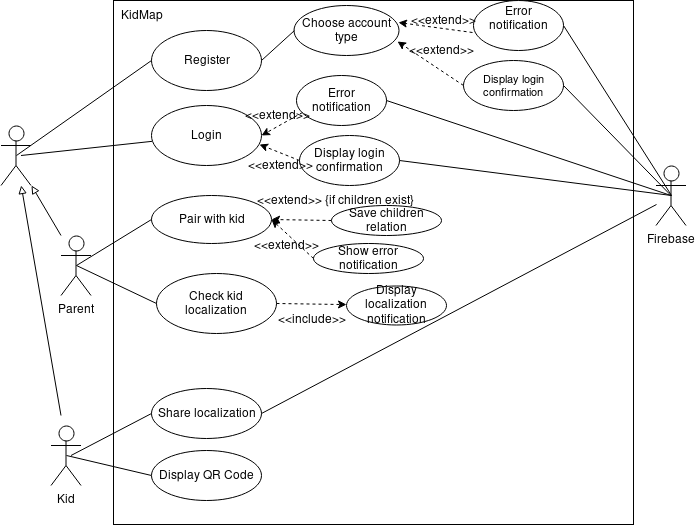 KidMap
Choose account
type
<<extend>>
Error
notification
<<extend>>
Register
Display login
confirmation
Error
notification
<<extend>>
Login
Display login
confirmation
<<extend>>
<<extend>> {if children exist}
Pair with kid
Save children
relation
<<extend>>
Show error
notification
Firebase
Check kid
localization
Display
localization
notification
<<include>>
Parent
Share localization
Display QR Code
Kid